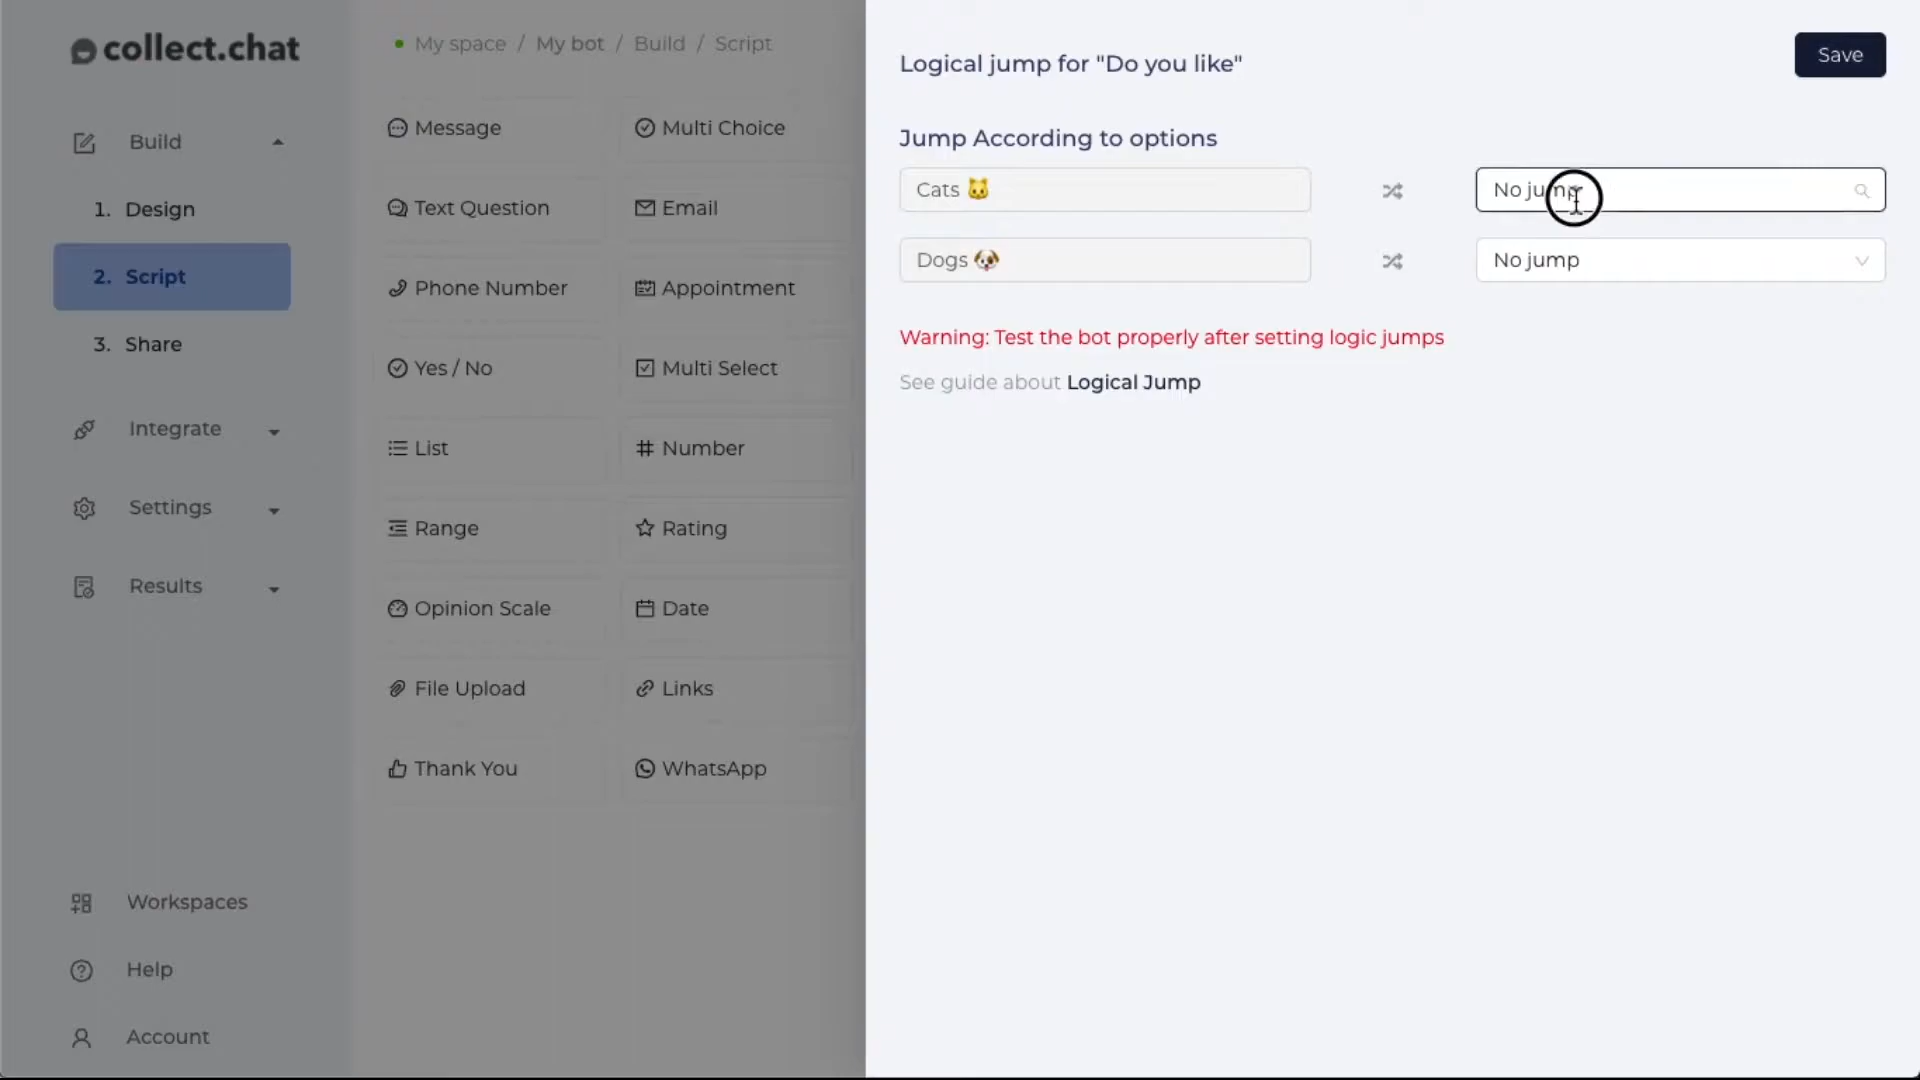 collect.chat
Build
1. Design
2. Script
3. Share
Integrate
Settings
Results
Workspaces
Help
Account
My space / My bot / Build / Script
Message
Multi Choice
Text Question
Email
Phone Number
Appointment
Yes / No
Multi Select
List
Number
Range
Rating
Opinion Scale
Date
File Upload
Links
Thank You
WhatsApp
Logical jump for "Do you like"
Save
Jump According to options
Cats 🐱
No jump
Dogs 🐶
No jump
Warning: Test the bot properly after setting logic jumps
See guide about Logical Jump